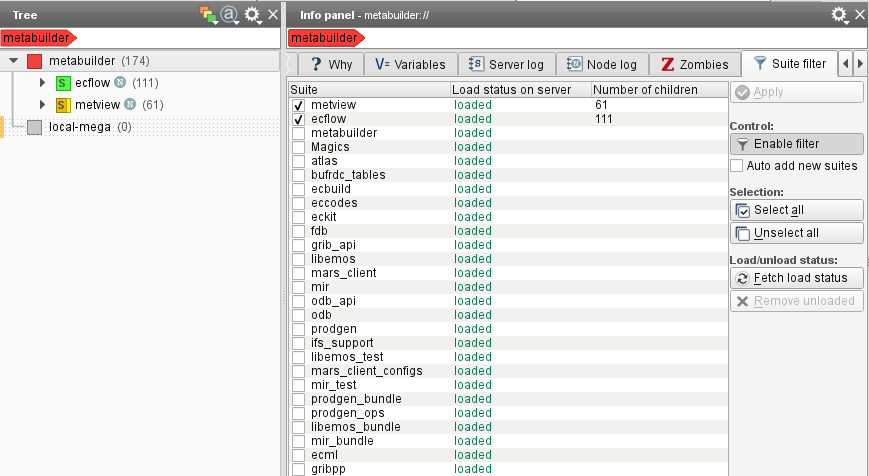 Tree
metabuilder
metabuilder (174)
S ecflow N (111)
S metview N (61)
local-mega (0)
Info panel - metabuilder://
metabuilder
? Why
V= Variables
Server log
Node log
Z Zombies
Suite filter
Suite Load status on server Number of children
metview loaded 61
ecflow loaded 111
metabuilder loaded
Magics loaded
atlas loaded
bufrdc_tables loaded
ecbuild loaded
eccodes loaded
eckit loaded
fdb loaded
grib_api loaded
libemos loaded
mars_client loaded
mir loaded
odb_api loaded
odb loaded
prodgen loaded
ifs_support loaded
libemos_test loaded
mars_client_configs loaded
mir_test loaded
prodgen_bundle loaded
prodgen_ops loaded
libemos_bundle loaded
mir_bundle loaded
ecml loaded
gribpp loaded
Apply
Control:
Enable filter
Auto add new suites
Selection:
Select all
Unselect all
Load/unload status:
Fetch load status
Remove unloaded